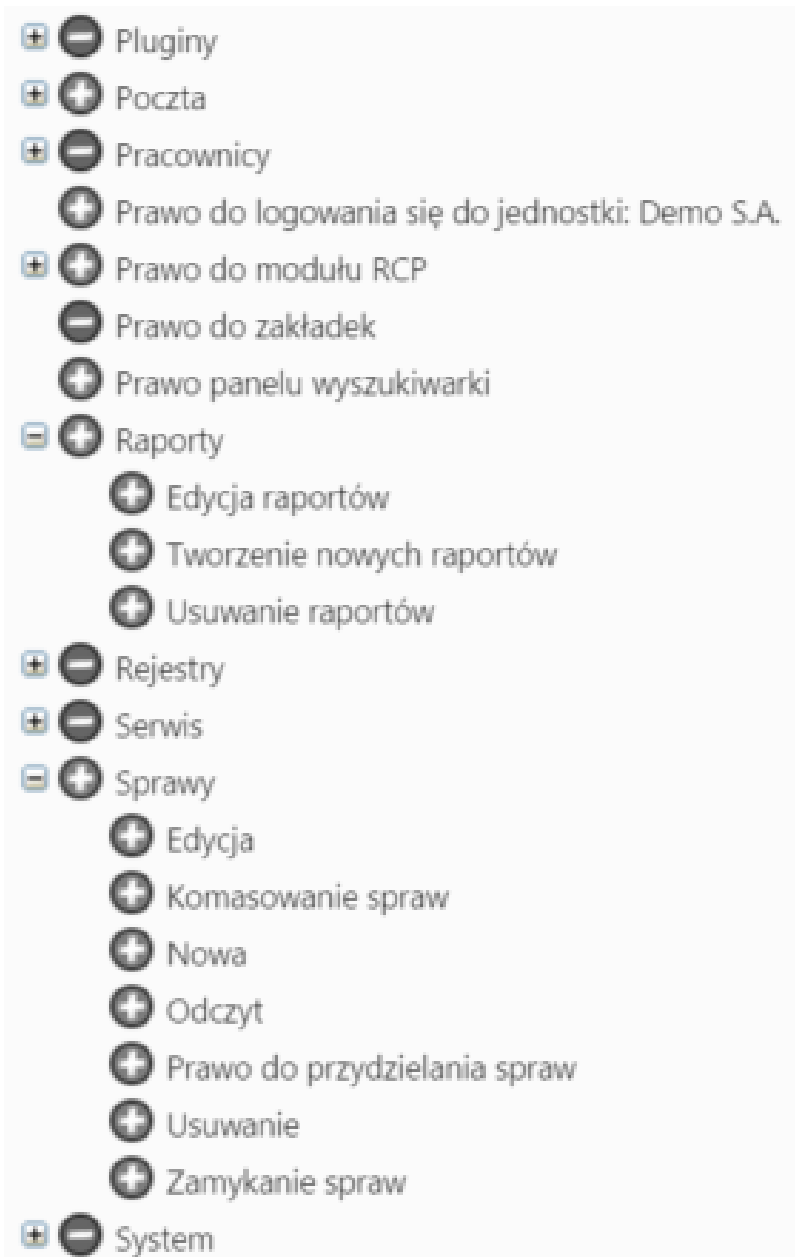 Pluginy
Poczta
Pracownicy
Prawo do logowania się do jednostki: Demo S.A.
Prawo do modułu RCP
Prawo do zakładek
Prawo panelu wyszukiwarki
Raporty
Edycja raportów
Tworzenie nowych raportów
Usuwanie raportów
Rejestry
Serwis
Sprawy
Edycja
Komasowanie spraw
Nowa
Odczyt
Prawo do przydzielania spraw
Usuwanie
Zamykanie spraw
System